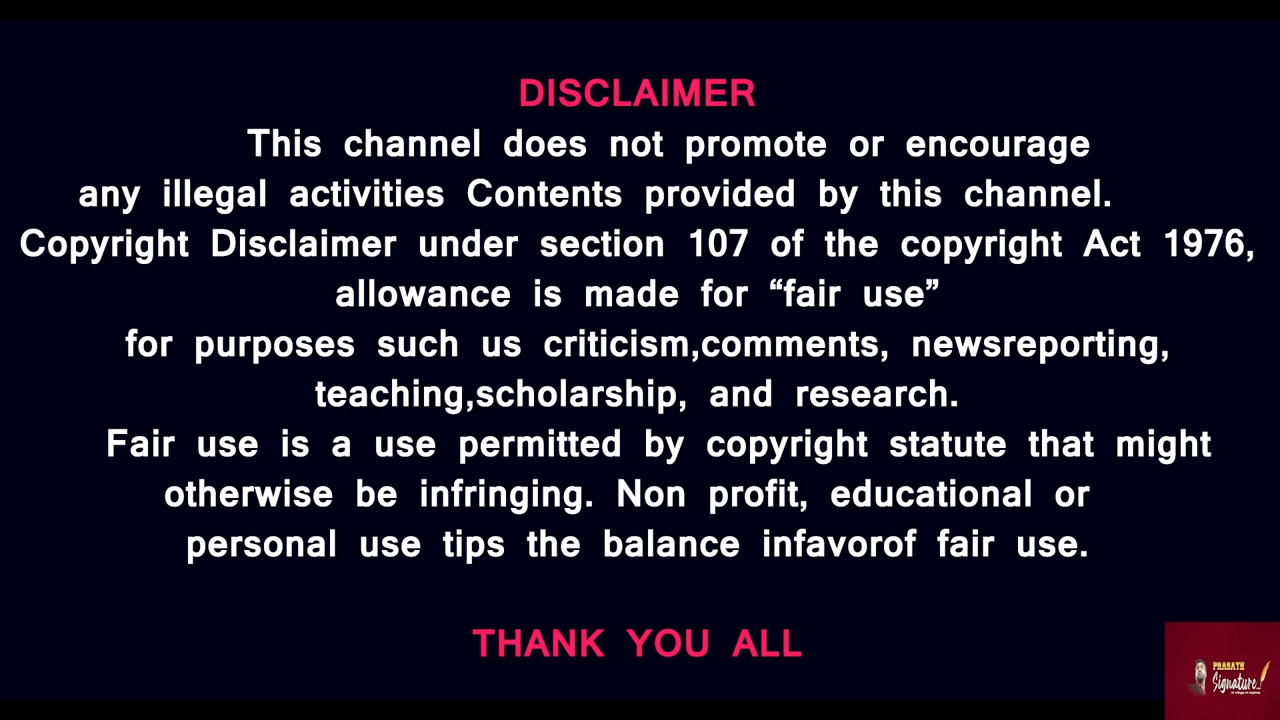 DISCLAIMER
This channel does not promote or encourage
any illegal activities Contents provided by this channel.
Copyright Disclaimer under section 107 of the copyright Act 1976,
allowance is made for “fair use”
for purposes such us criticism,comments, newsreporting,
teaching,scholarship, and research.
Fair use is a use permitted by copyright statute that might
otherwise be infringing. Non profit, educational or
personal use tips the balance infavorof fair use.
THANK YOU ALL
PRASATH
Signature..!